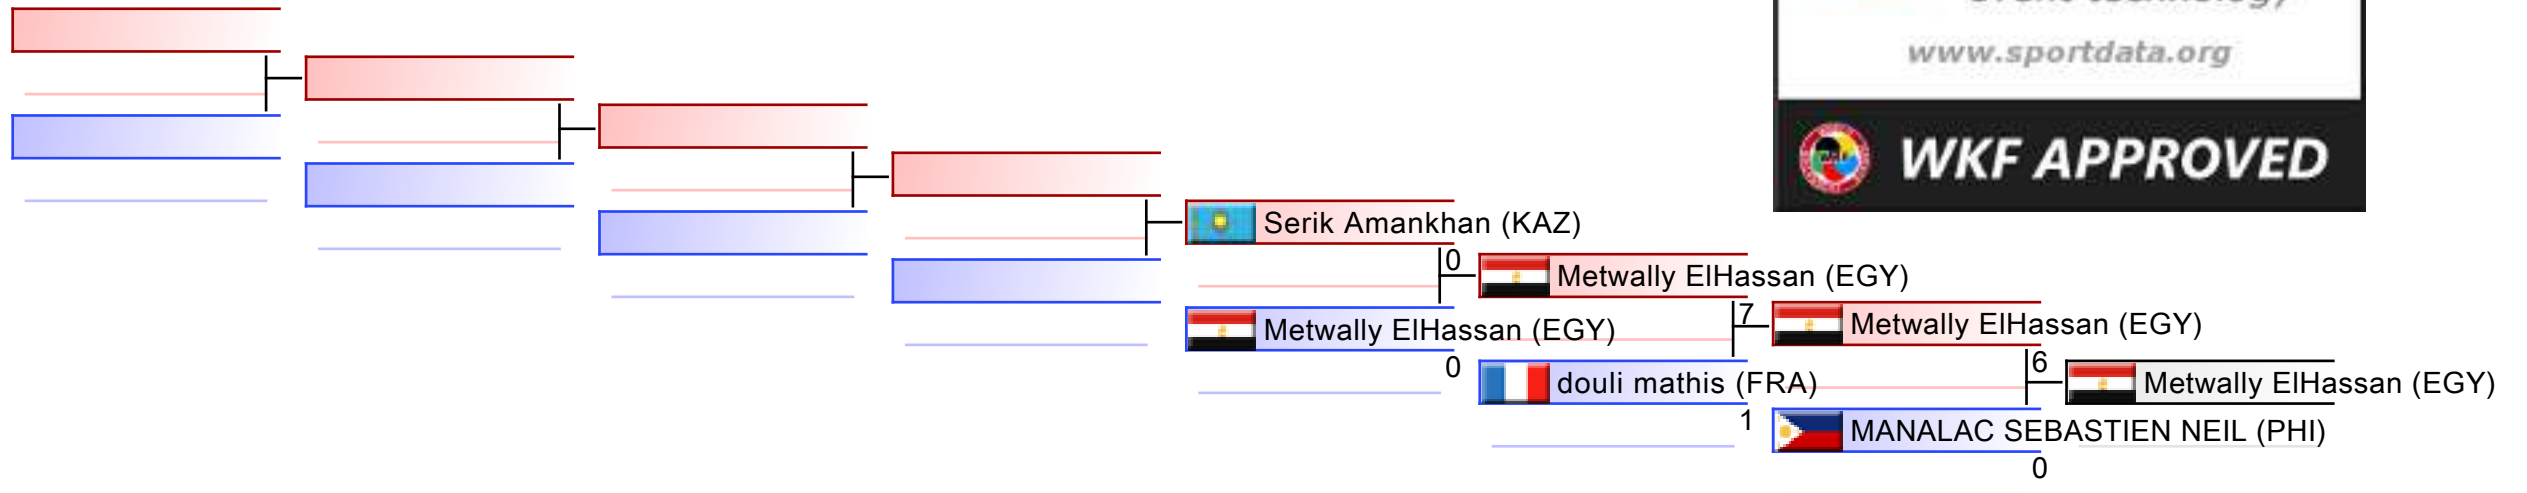 www.sportdata.org
WKF APPROVED
Serik Amankhan (KAZ)
0
Metwally ElHassan (EGY)
0
Metwally ElHassan (EGY)
7
douli mathis (FRA)
1
Metwally ElHassan (EGY)
6
MANALAC SEBASTIEN NEIL (PHI)
0
Metwally ElHassan (EGY)